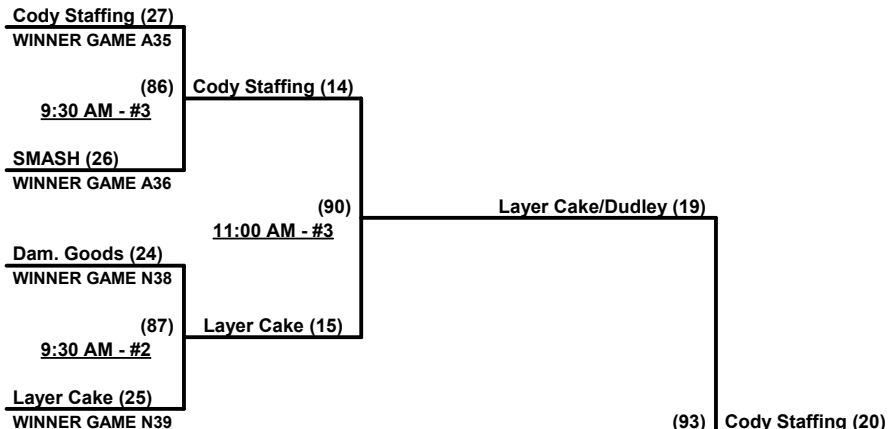 Cody Staffing (27)
WINNER GAME A35
(86) Cody Staffing (14)
9:30 AM - #3
SMASH (26)
WINNER GAME A36
(90) Layer Cake/Dudley (19)
11:00 AM - #3
Dam. Goods (24)
WINNER GAME N38
(87) Layer Cake (15)
9:30 AM - #2
Layer Cake (25)
WINNER GAME N39
(93) Cody Staffing (20)